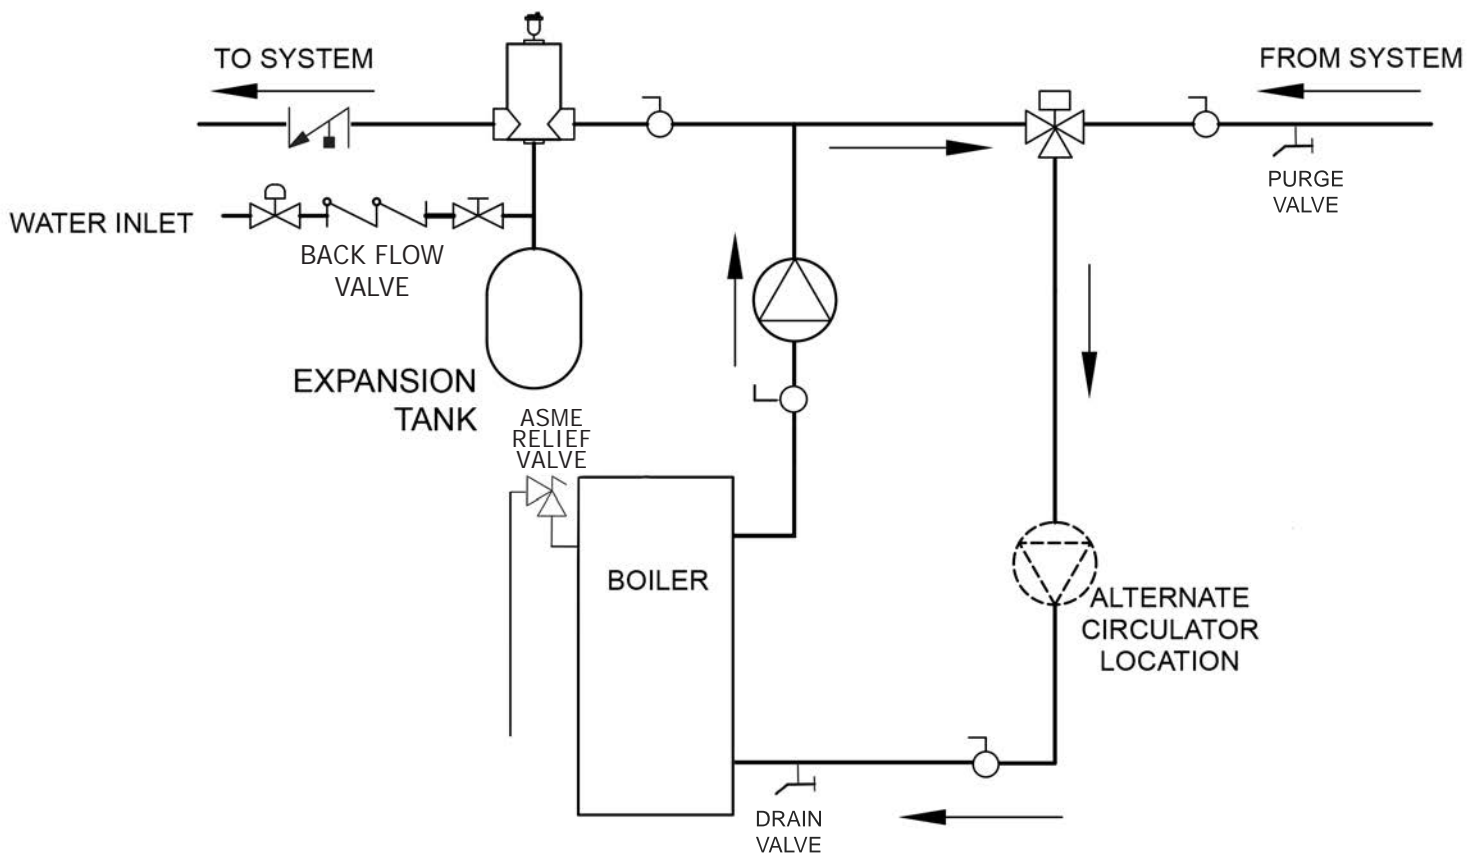 TO SYSTEM
FROM SYSTEM
PURGE
VALVE
WATER INLET
BACK FLOW
VALVE
EXPANSION
TANK
ASME
RELIEF
VALVE
BOILER
ALTERNATE
CIRCULATOR
LOCATION
DRAIN
VALVE